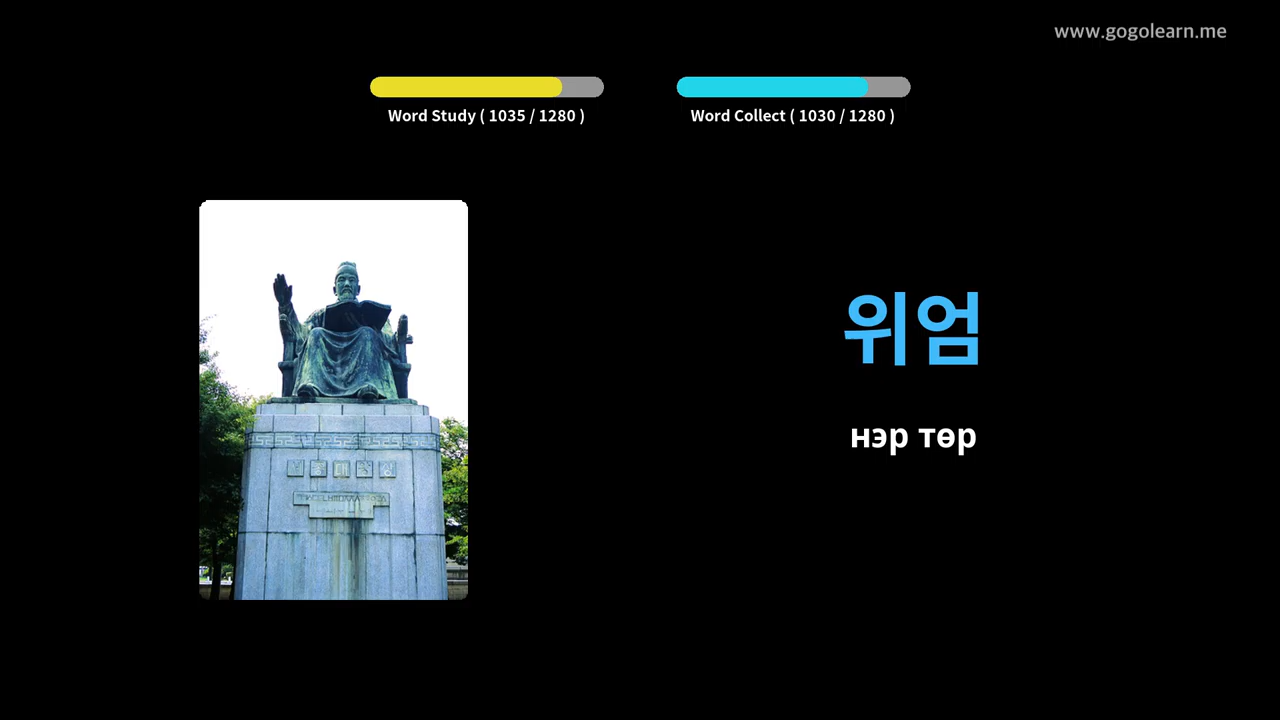 www.gogolearn.me
Word Study ( 1035 / 1280 )
Word Collect ( 1030 / 1280 )
위엄
нэр төр